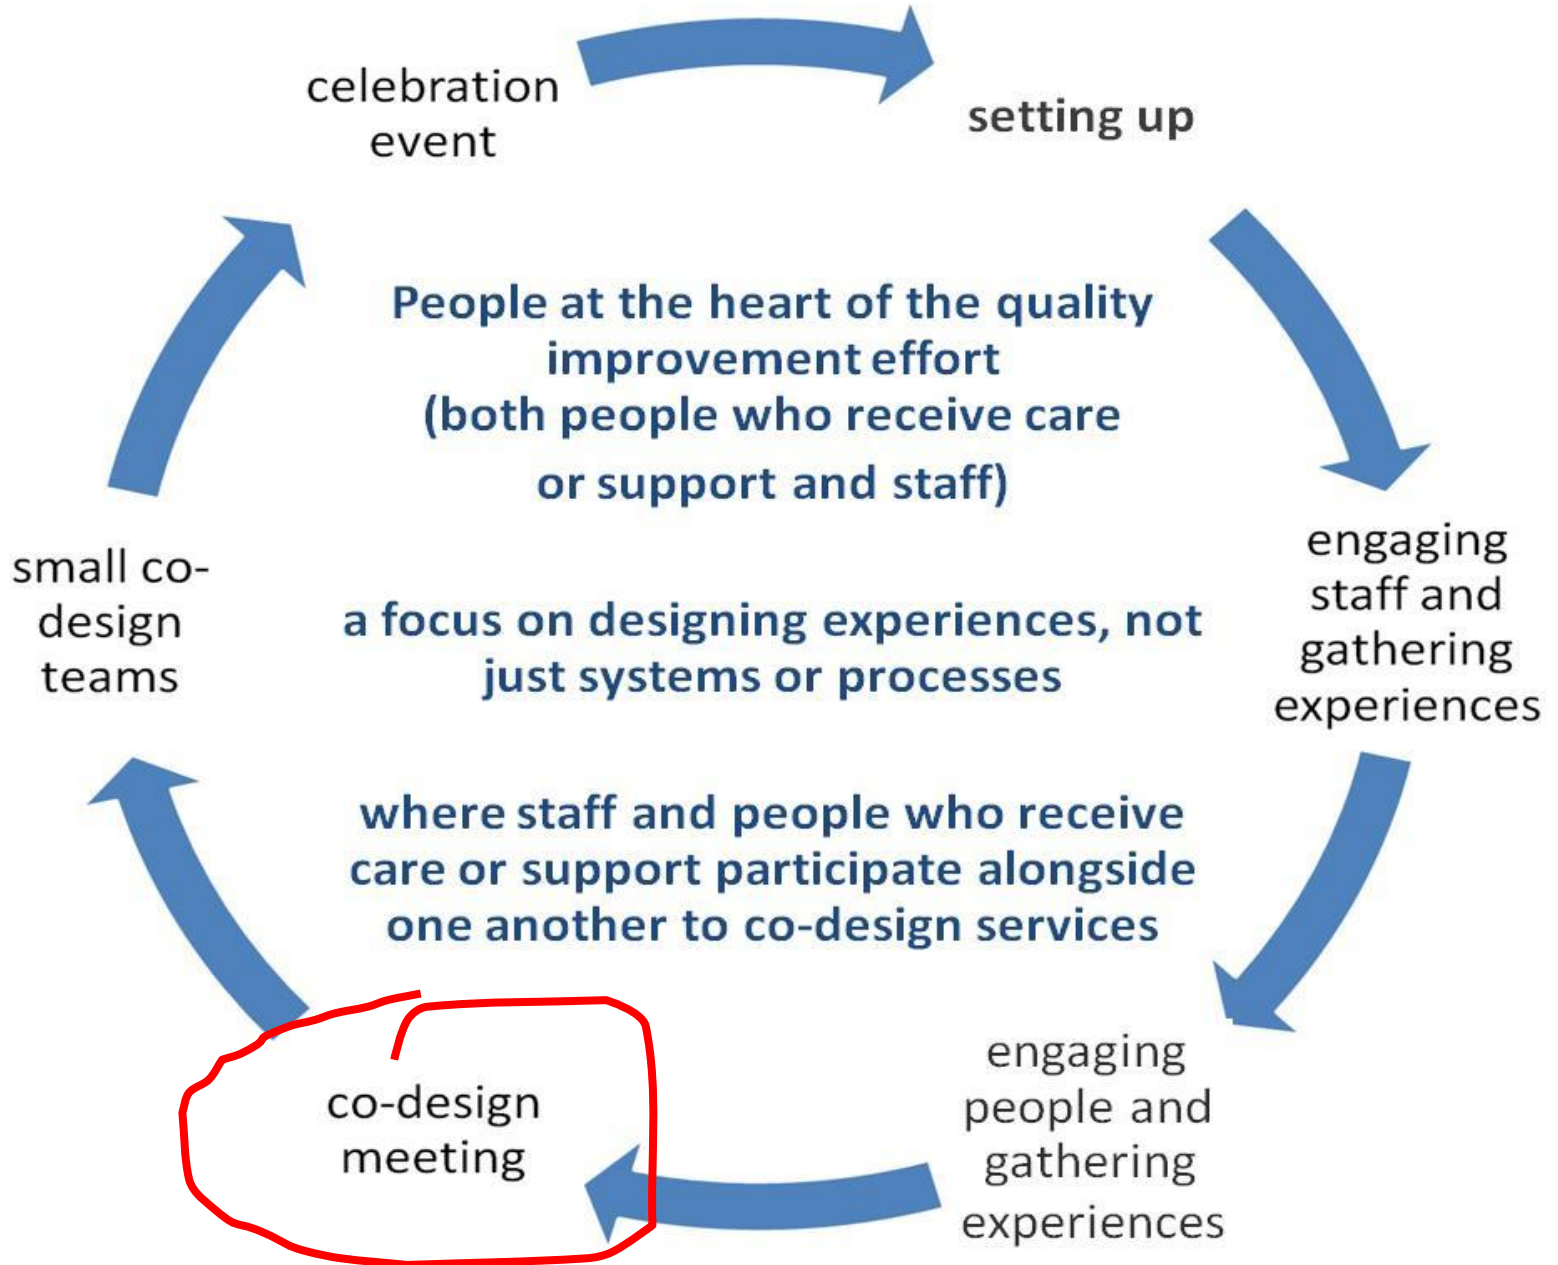 celebration
event
setting up
People at the heart of the quality
improvement effort
(both people who receive care
or support and staff)
engaging
staff and
gathering
experiences
small co-
design
teams
a focus on designing experiences, not
just systems or processes
where staff and people who receive
care or support participate alongside
one another to co-design services
engaging
people and
gathering
experiences
co-design
meeting